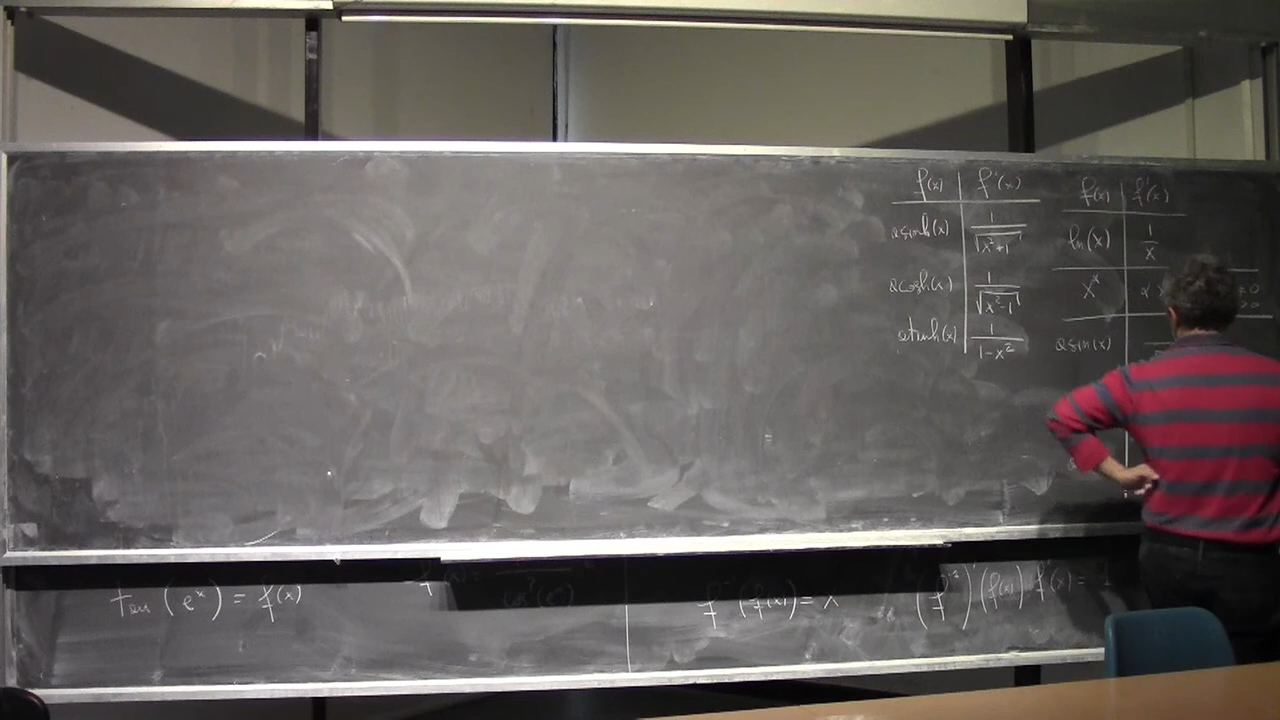 f(x) | f'(x)
asinh(x) | 1/√(x²+1)
acosh(x) | 1/√(x²-1)
atanh(x) | 1/(1-x²)
f(x) | f'(x)
ln(x) | 1/x
x^α | α x
asin(x)
tan (e^x) = f(x)
f⁻¹(f(x)) = x
(f⁻¹)'(f(x)) f'(x) = 1